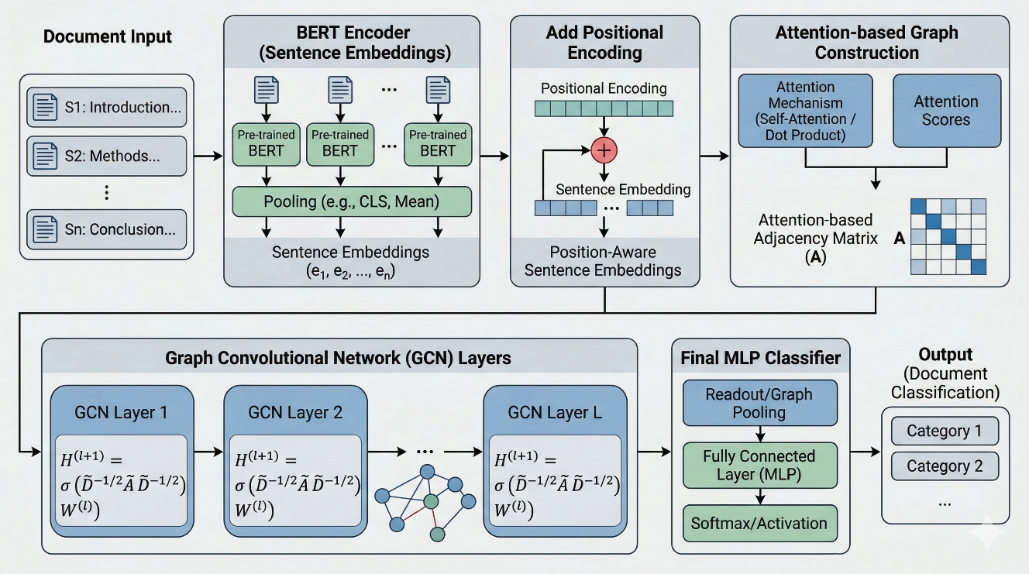 Document Input
S1: Introduction...
S2: Methods...
⋮
Sn: Conclusion...
BERT Encoder
(Sentence Embeddings)
...
Pre-trained
BERT
Pre-trained
BERT
...
Pre-trained
BERT
Pooling (e.g., CLS, Mean)
Sentence Embeddings
(e₁, e₂, ..., eₙ)
Add Positional
Encoding
Positional Encoding
+
Sentence Embedding
...
Position-Aware
Sentence Embeddings
Attention-based Graph
Construction
Attention
Mechanism
(Self-Attention /
Dot Product)
Attention
Scores
Attention-based
Adjacency Matrix
(A)
A
Graph Convolutional Network (GCN) Layers
GCN Layer 1
H⁽ˡ⁺¹⁾ =
σ (D̃⁻¹/² Ã D̃⁻¹/²)
W⁽ˡ⁾)
GCN Layer 2
H⁽ˡ⁺¹⁾ =
σ (D̃⁻¹/² Ã D̃⁻¹/²)
W⁽ˡ⁾)
...
GCN Layer L
H⁽ˡ⁺¹⁾ =
σ (D̃⁻¹/² Ã D̃⁻¹/²)
W⁽ˡ⁾)
Final MLP Classifier
Readout/Graph
Pooling
Fully Connected
Layer (MLP)
Softmax/Activation
Output
(Document
Classification)
Category 1
Category 2
...